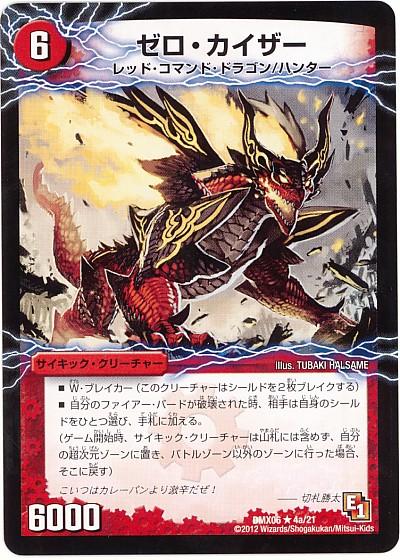 6
ゼロ・カイザー
レッド・コマンド・ドラゴン/ハンター
サイキック・クリーチャー
Illus. TUBAKI HALSAME
■ W・ブレイカー(このクリーチャーはシールドを2枚ブレイクする)
■ 自分のファイアー・バードが破壊された時、相手は自身のシール
ドをひとつ選び、手札に加える。
(ゲーム開始時、サイキック・クリーチャーは山札には含めず、自分
の超次元ゾーンに置き、バトルゾーン以外のゾーンに行った場合、
そこに戻す)
こいつはカレーパンより激辛だぜ!
―― 切札勝太
E1
6000
DMX06 ★ 4a/21
©2012 Wizards/Shogakukan/Mitsui-Kids